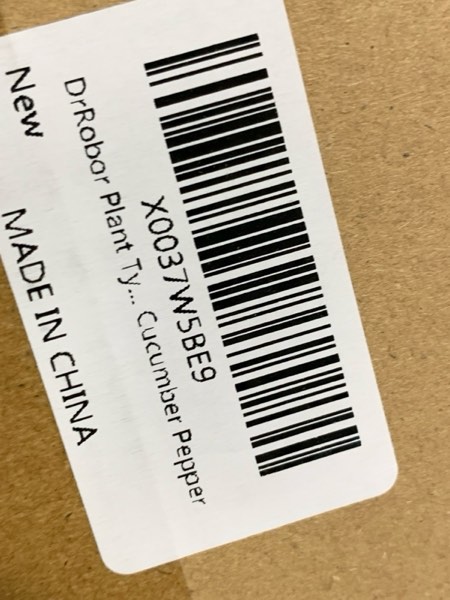 X0037W5BE9
DrRobor Plant Ty... Cucumber Pepper
New
MADE IN CHINA